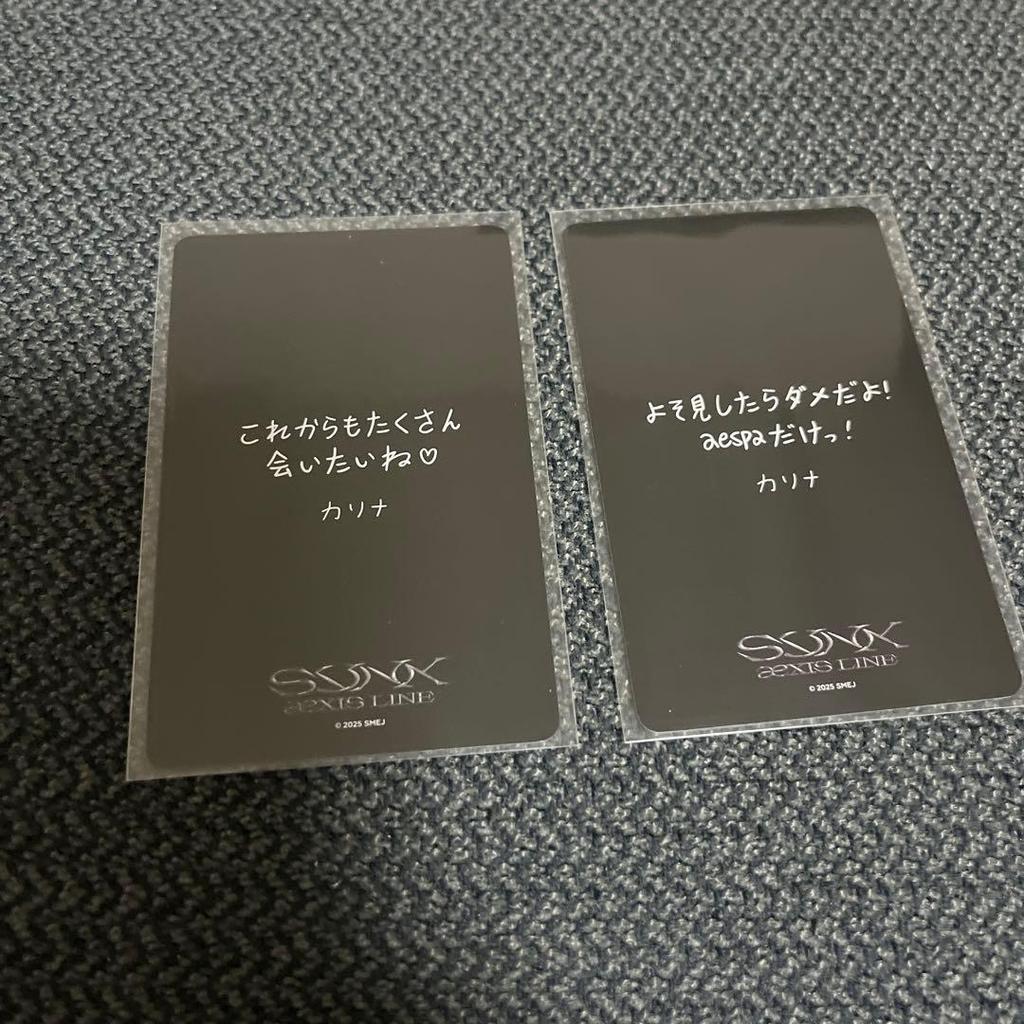 これからもたくさん
会いたいね♡
カリナ
SYNK
aeXIS LINE
© 2025 SMEJ
よそ見したらダメだよ!
aespaだけっ!
カリナ
SYNK
aeXIS LINE
© 2025 SMEJ